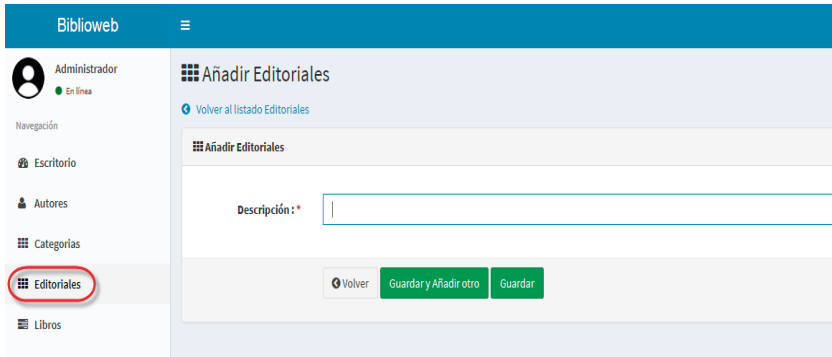 Biblioweb
Administrador
En línea
Navegación
Escritorio
Autores
Categorias
Editoriales
Libros
Añadir Editoriales
Volver al listado Editoriales
Añadir Editoriales
Descripción : *
Volver
Guardar y Añadir otro
Guardar